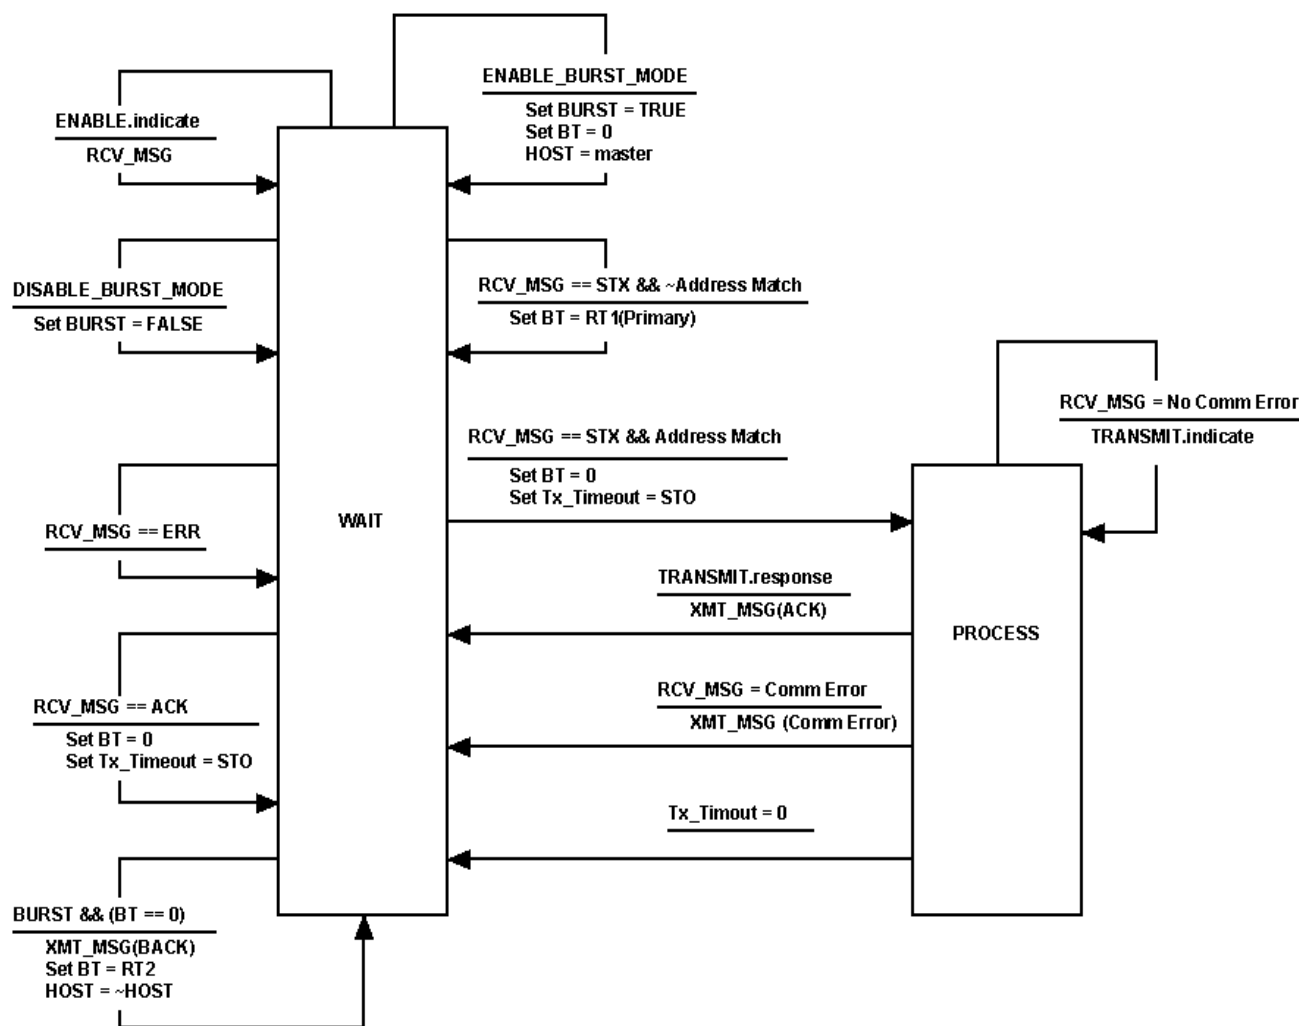 ENABLE_BURST_MODE
Set BURST = TRUE
Set BT = 0
HOST = master
ENABLE.indicate
RCV_MSG
DISABLE_BURST_MODE
Set BURST = FALSE
RCV_MSG == STX && ~Address Match
Set BT = RT1(Primary)
RCV_MSG = No Comm Error
TRANSMIT.indicate
RCV_MSG == STX && Address Match
Set BT = 0
Set Tx_Timeout = STO
WAIT
RCV_MSG == ERR
TRANSMIT.response
XMT_MSG(ACK)
PROCESS
RCV_MSG = Comm Error
XMT_MSG (Comm Error)
RCV_MSG == ACK
Set BT = 0
Set Tx_Timeout = STO
Tx_Timout = 0
BURST && (BT == 0)
XMT_MSG(BACK)
Set BT = RT2
HOST = ~HOST